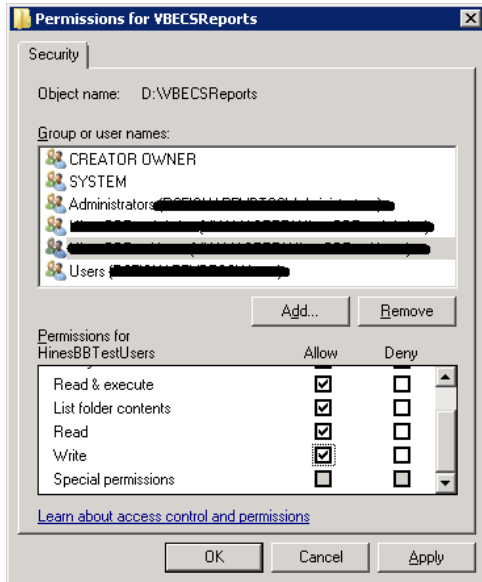 Permissions for VBECSReports
Security
Object name: D:\VBECSReports
Group or user names:
CREATOR OWNER
SYSTEM
Administrators
Users
Add... Remove
Permissions for
HinesBBTestUsers Allow Deny
Read & execute
List folder contents
Read
Write
Special permissions
Learn about access control and permissions
OK Cancel Apply